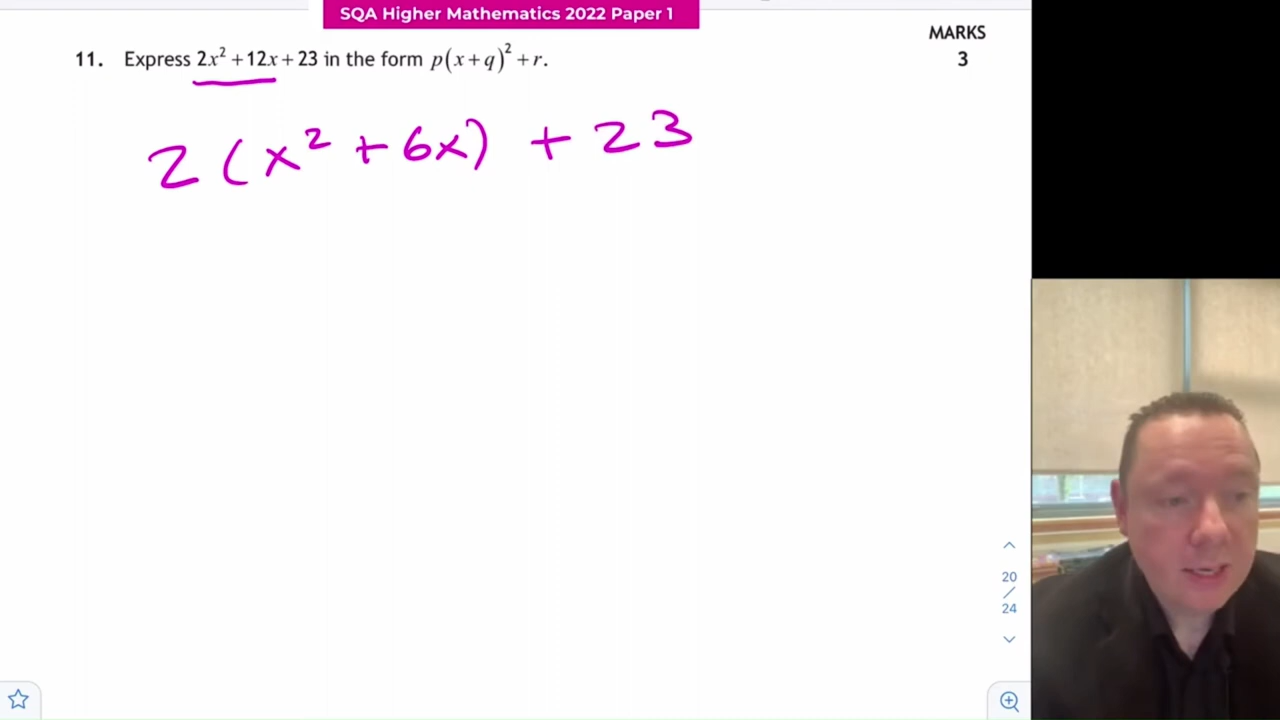 SQA Higher Mathematics 2022 Paper 1
MARKS
11. Express 2x² + 12x + 23 in the form p(x + q)² + r. 3
2(x² + 6x) + 23
20
/
24